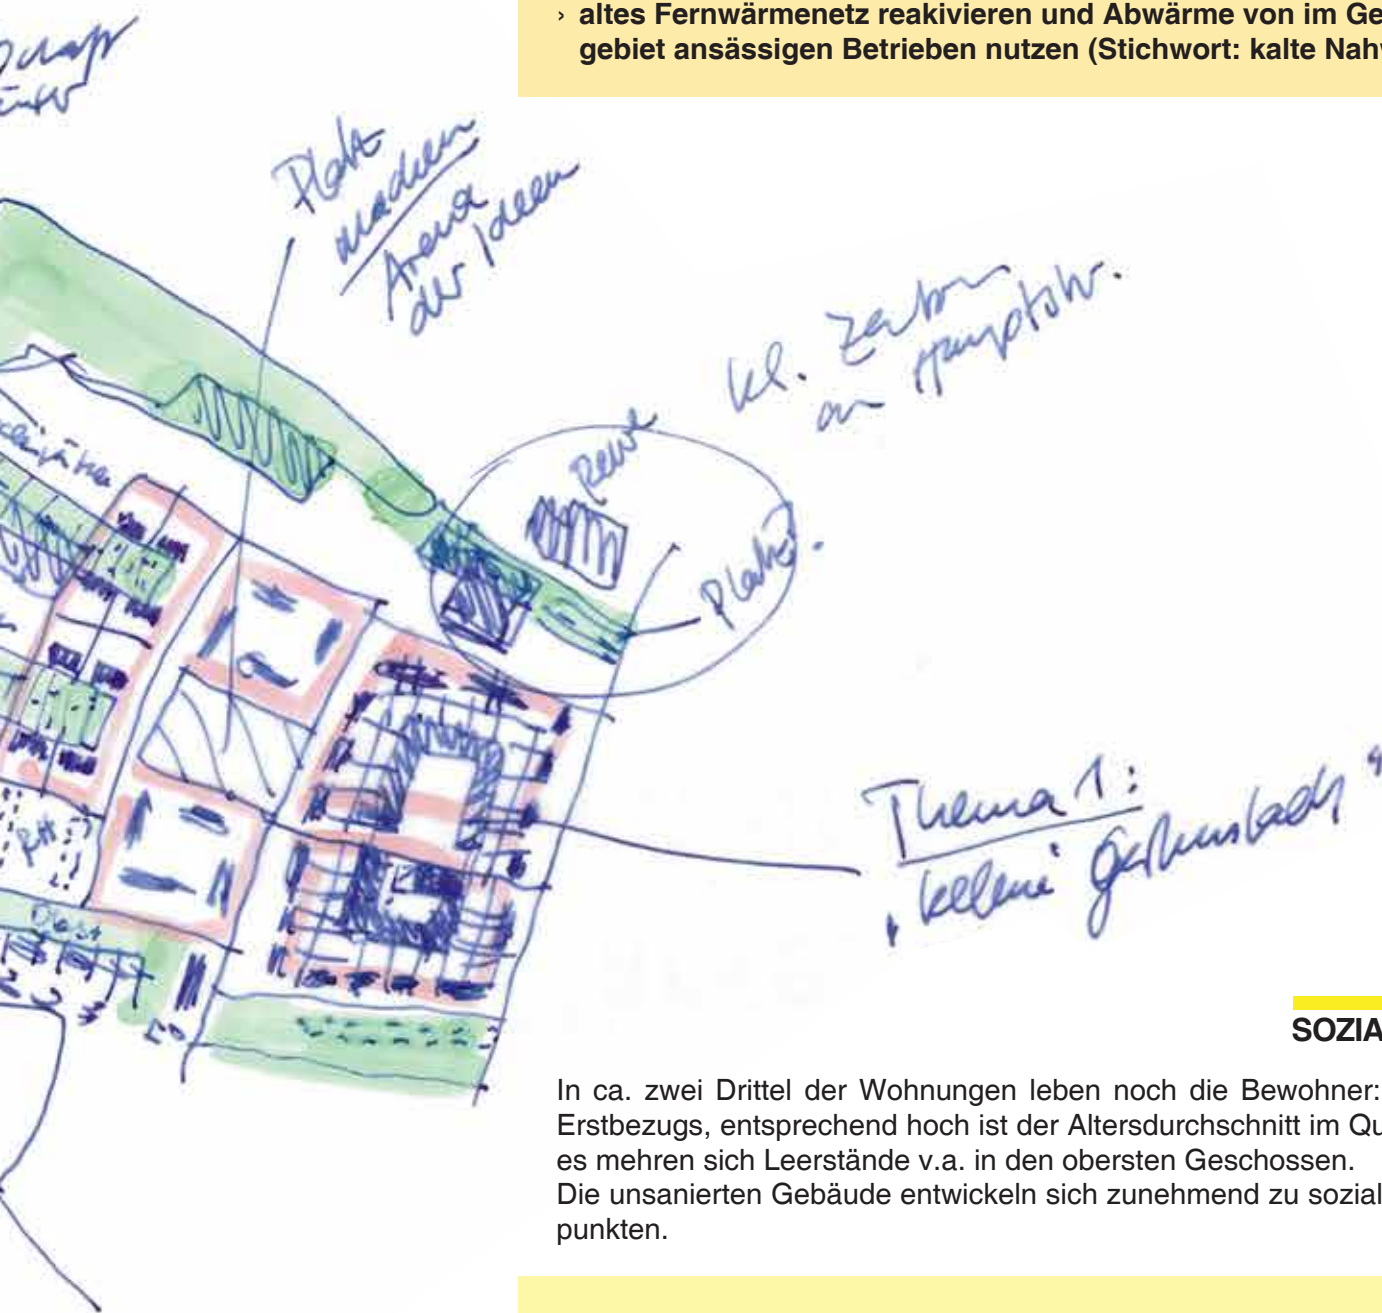 › altes Fernwärmenetz reakivieren und Abwärme von im Ge
gebiet ansässigen Betrieben nutzen (Stichwort: kalte Nah
Platz
machen
Arena
der Ideen
kl. Zentrum
an Hauptstr.
Rewe
Platz?
RH
Obst
Thema 1:
SOZIA
In ca. zwei Drittel der Wohnungen leben noch die Bewohner:
Erstbezugs, entsprechend hoch ist der Altersdurchschnitt im Qu
es mehren sich Leerstände v.a. in den obersten Geschossen.
Die unsanierten Gebäude entwickeln sich zunehmend zu sozial
punkten.